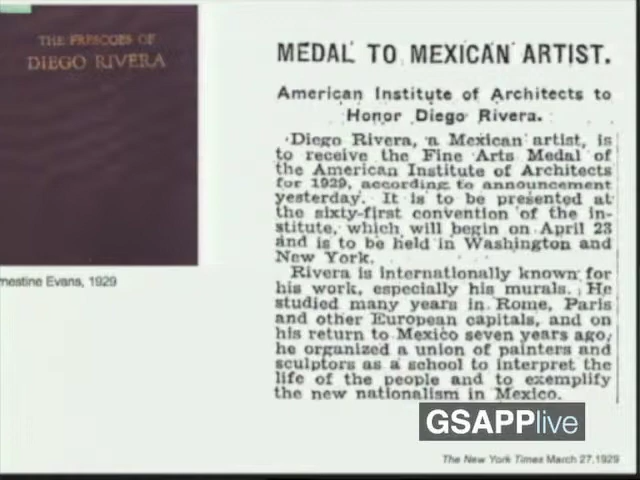 THE FRESCOES OF
DIEGO RIVERA
rnestine Evans, 1929
MEDAL TO MEXICAN ARTIST.
American Institute of Architects to
Honor Diego Rivera.
Diego Rivera, a Mexican artist, is
to receive the Fine Arts Medal of
the American Institute of Architects
for 1929, according to announcement
yesterday. It is to be presented at
the sixty-first convention of the in-
stitute, which will begin on April 23
and is to be held in Washington and
New York.
Rivera is internationally known for
his work, especially his murals. He
studied many years in Rome, Paris
and other European capitals, and on
his return to Mexico seven years ago,
he organized a union of painters and
sculptors as a school to interpret the
life of the people and to exemplify
the new nationalism in Mexico.
GSAPPlive
The New York Times March 27,1929